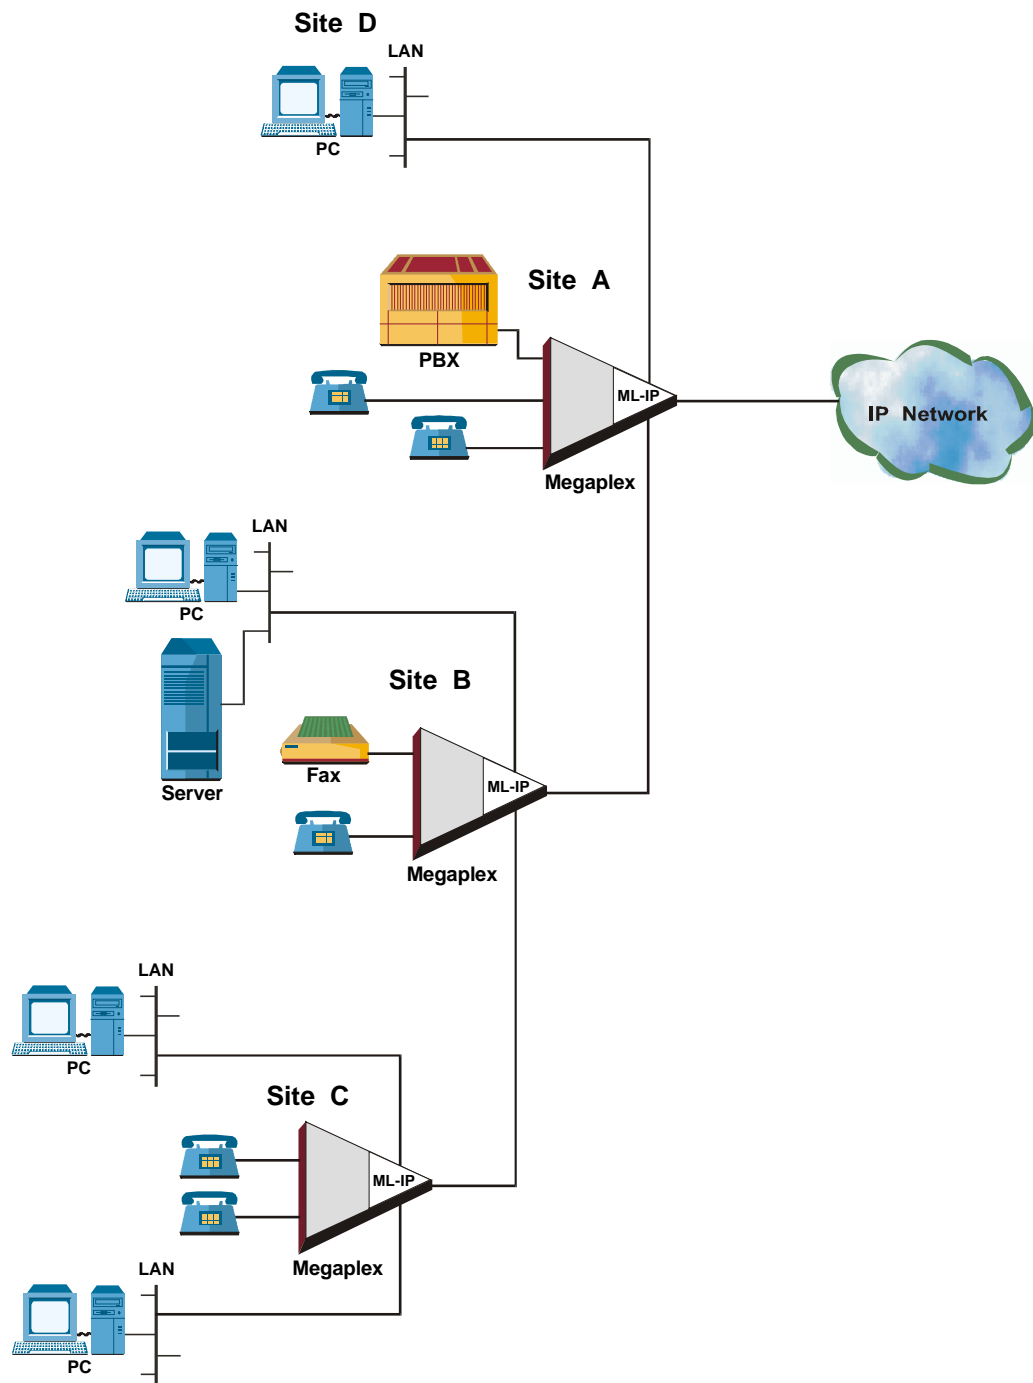 Site D
LAN
PC
Site A
PBX
ML-IP
IP Network
Megaplex
LAN
PC
Site B
Server
Fax
ML-IP
Megaplex
LAN
PC
Site C
ML-IP
Megaplex
LAN
PC